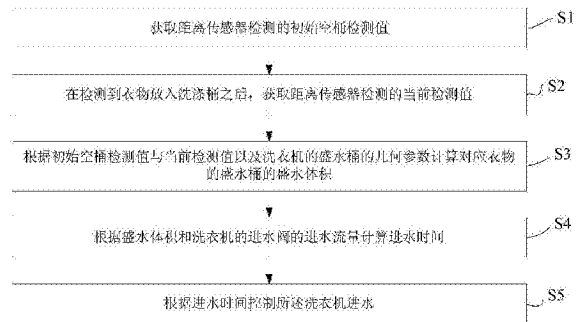 获取距离传感器检测的初始空桶检测值
S1
在检测到衣物放入洗涤桶之后，获取距离传感器检测的当前检测值
S2
根据初始空桶检测值与当前检测值以及洗衣机的盛水桶的几何参数计算对应衣物
的盛水桶的盛水体积
S3
根据盛水体积和洗衣机的进水阀的进水流量计算进水时间
S4
根据进水时间控制所述洗衣机进水
S5